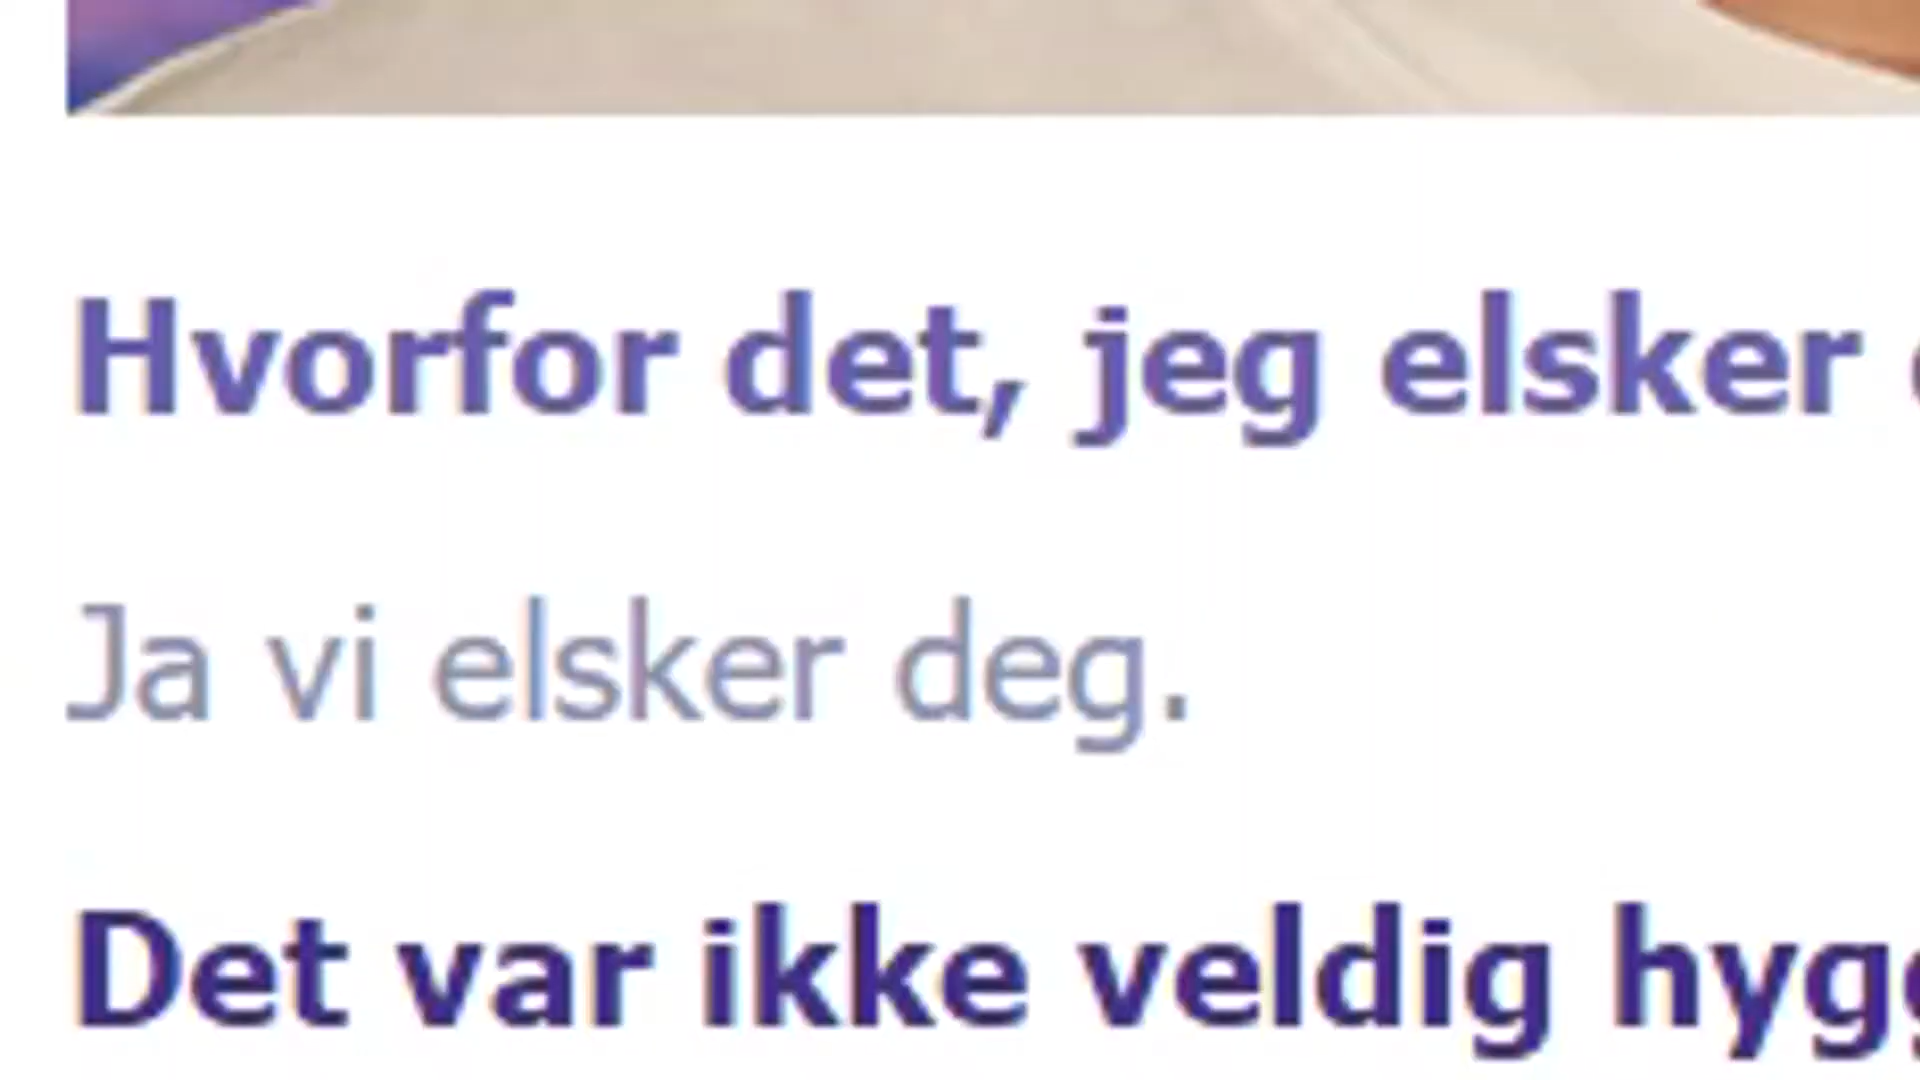 Hvorfor det, jeg elsker
Ja vi elsker deg.
Det var ikke veldig